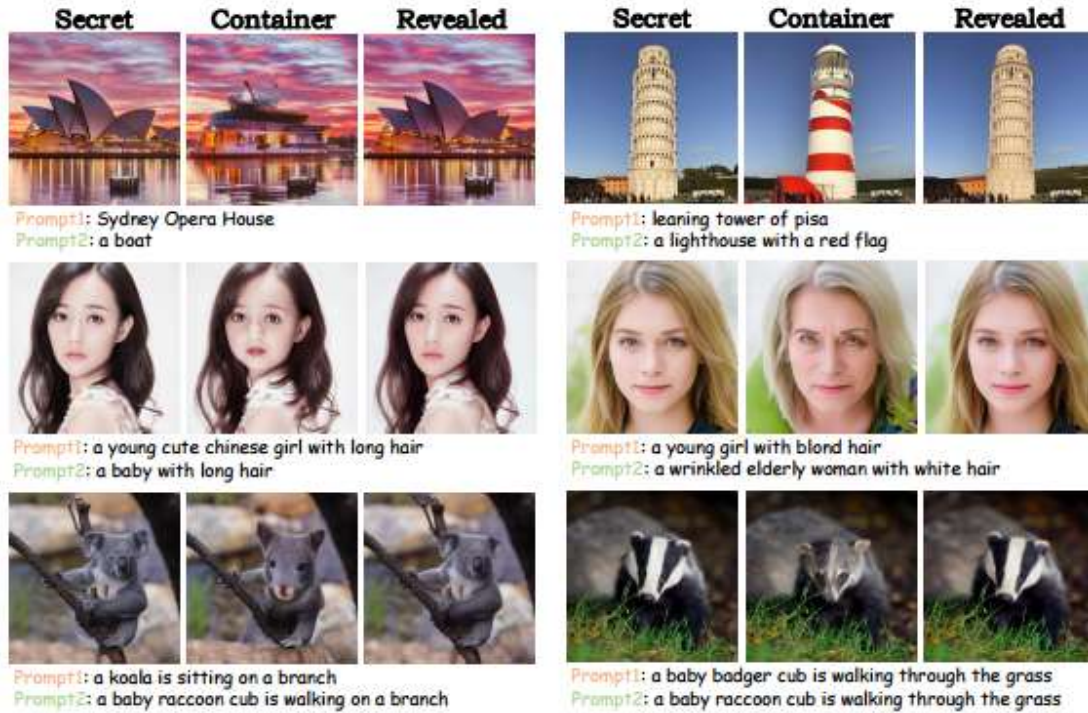 Secret Container Revealed
Secret Container Revealed
Prompt1: Sydney Opera House
Prompt2: a boat
Prompt1: leaning tower of pisa
Prompt2: a lighthouse with a red flag
Prompt1: a young cute chinese girl with long hair
Prompt2: a baby with long hair
Prompt1: a young girl with blond hair
Prompt2: a wrinkled elderly woman with white hair
Prompt1: a koala is sitting on a branch
Prompt2: a baby raccoon cub is walking on a branch
Prompt1: a baby badger cub is walking through the grass
Prompt2: a baby raccoon cub is walking through the grass